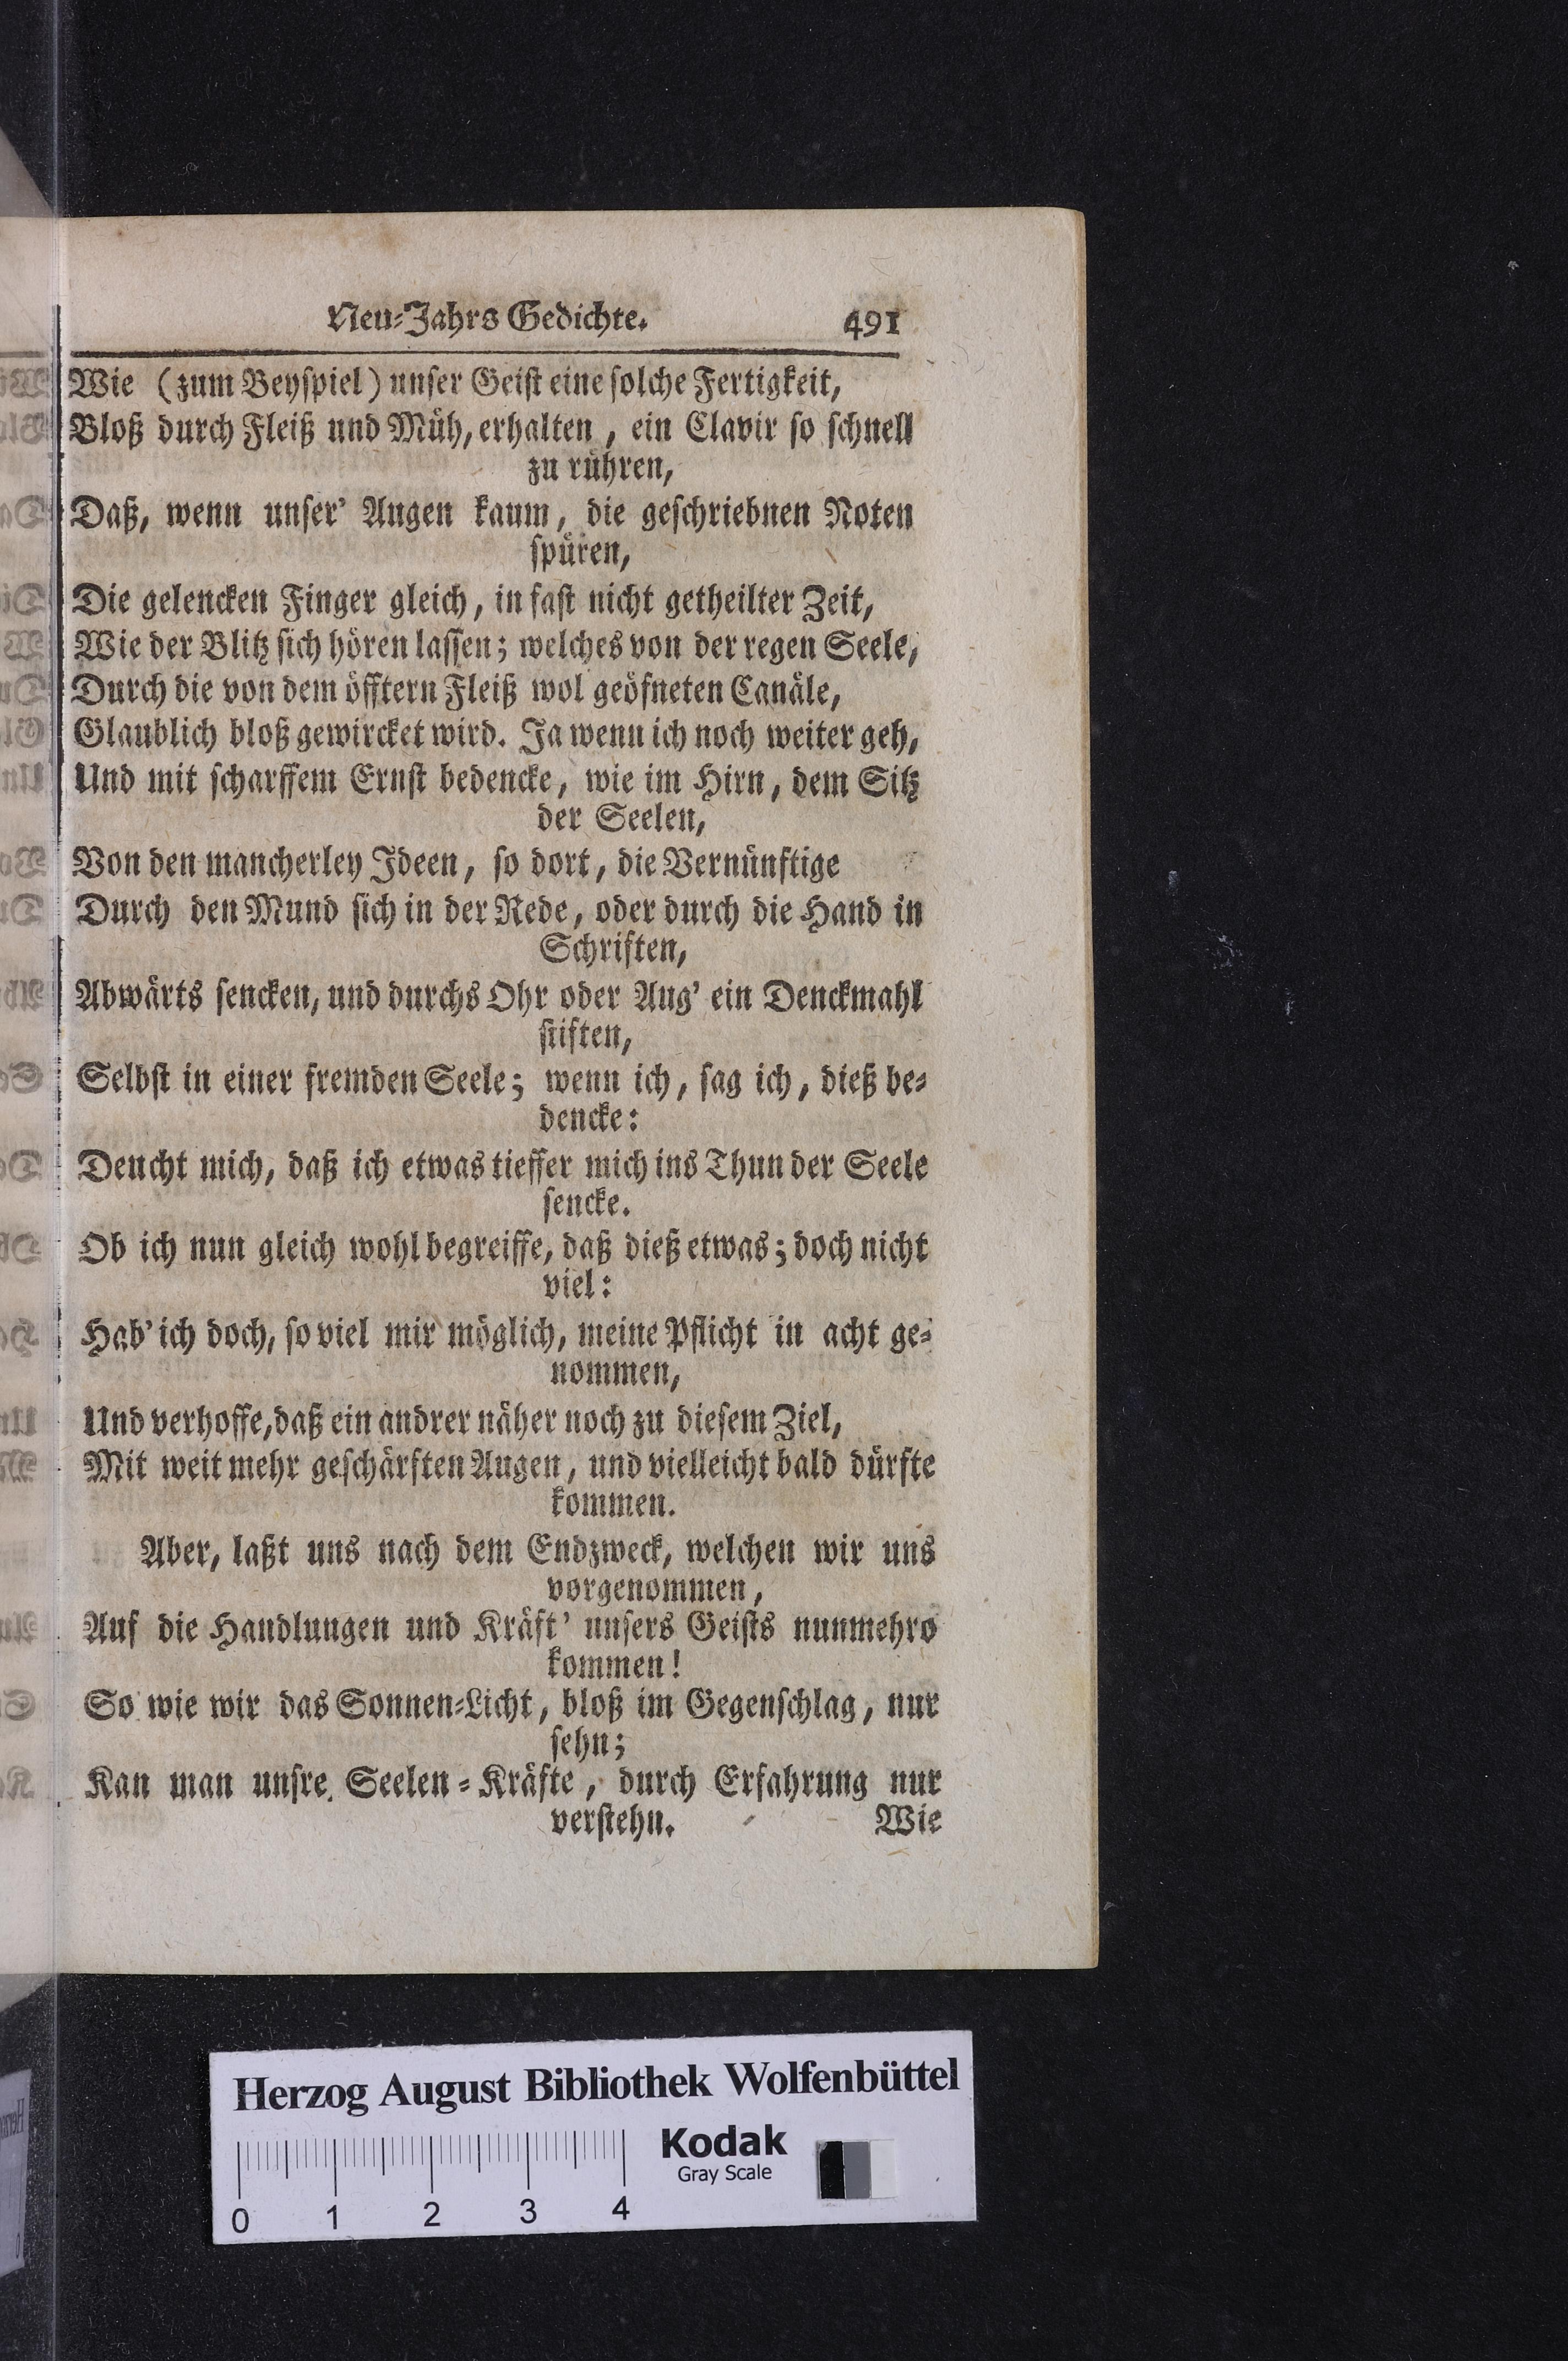 Neu-Jahrs Gedichte. 491
Wie (zum Beyſpiel) unſer Geiſt eine ſolche Fertigkeit,
Bloß durch Fleiß und Müh, erhalten, ein Clavir ſo ſchnell
zu rühren,
Daß, wenn unſer' Augen kaum, die geſchriebnen Noten
ſpüren,
Die gelencken Finger gleich, in faſt nicht getheilter Zeit,
Wie der Blitz ſich hören laſſen; welches von der regen Seele,
Durch die von dem öfftern Fleiß wol geöfneten Canäle,
Glaublich bloß gewircket wird. Ja wenn ich noch weiter geh,
Und mit ſcharffem Ernſt bedencke, wie im Hirn, dem Sitz
der Seelen,
Von den mancherley Ideen, ſo dort, die Vernünftige
Durch den Mund ſich in der Rede, oder durch die Hand in
Schriften,
Abwärts ſencken, und durchs Ohr oder Aug' ein Denckmahl
ſtiften,
Selbſt in einer fremden Seele; wenn ich, ſag ich, dieß be-
dencke:
Deucht mich, daß ich etwas tieffer mich ins Thun der Seele
ſencke.
Ob ich nun gleich wohl begreiffe, daß dieß etwas; doch nicht
viel:
Hab' ich doch, ſo viel mir möglich, meine Pflicht in acht ge-
nommen,
Und verhoffe, daß ein andrer näher noch zu dieſem Ziel,
Mit weit mehr geſchärften Augen, und vielleicht bald dürfte
kommen.
Aber, laßt uns nach dem Endzweck, welchen wir uns
vorgenommen,
Auf die Handlungen und Kräft' unſers Geiſts nunmehro
kommen!
So wie wir das Sonnen-Licht, bloß im Gegenſchlag, nur
ſehn;
Kan man unſre Seelen-Kräfte, durch Erfahrung nur
verſtehn. Wie
Herzog August Bibliothek Wolfenbüttel
Kodak
Gray Scale
0 1 2 3 4